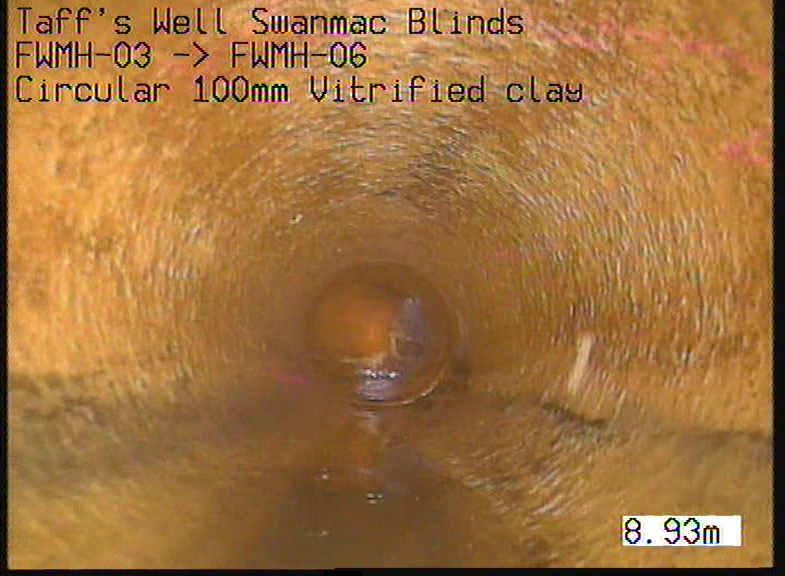 Taff's Well Swanmac Blinds
FWMH-03 -> FWMH-06
Circular 100mm Vitrified clay
8.93m